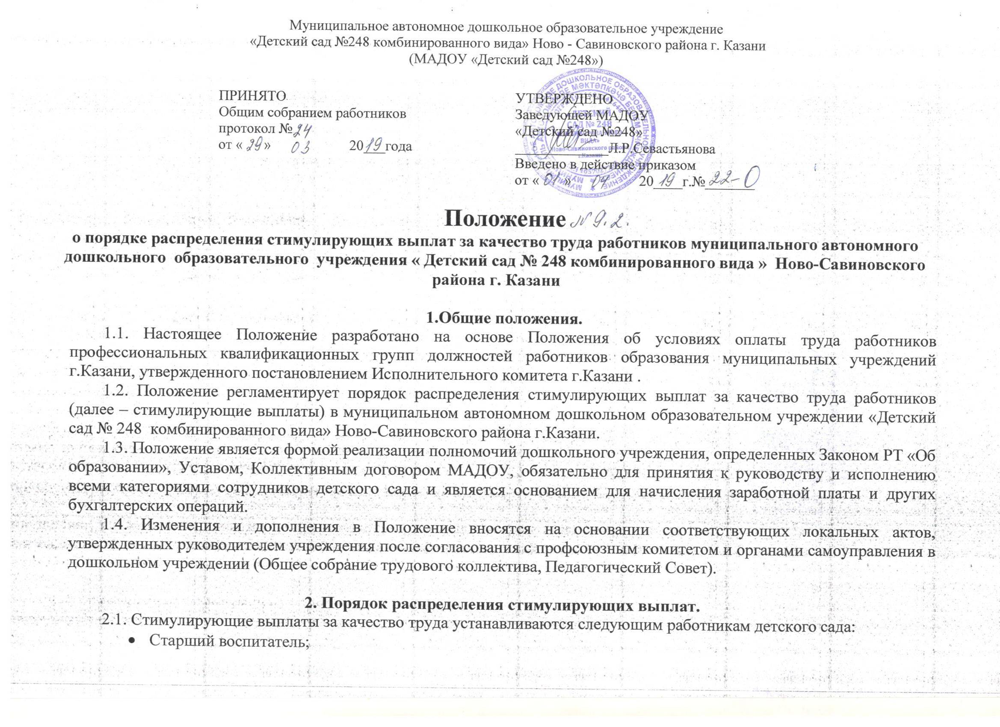 Муниципальное автономное дошкольное образовательное учреждение
«Детский сад №248 комбинированного вида» Ново - Савиновского района г. Казани
(МАДОУ «Детский сад №248»)
ПРИНЯТО
Общим собранием работников
протокол № 24
от « 29 » 03 2019 года
УТВЕРЖДЕНО
Заведующей МАДОУ
«Детский сад №248»
Л.Р.Севастьянова
Введено в действие приказом
от « 01 » 04 2019 г.№ 22-О
ДЕТСКИЙ
САД № 248
ВИДА»
Ново-Савиновского район
г.Казани
Положение № 9.2.
о порядке распределения стимулирующих выплат за качество труда работников муниципального автономного
дошкольного образовательного учреждения « Детский сад № 248 комбинированного вида » Ново-Савиновского
района г. Казани
1.Общие положения.
1.1. Настоящее Положение разработано на основе Положения об условиях оплаты труда работников
профессиональных квалификационных групп должностей работников образования муниципальных учреждений
г.Казани, утвержденного постановлением Исполнительного комитета г.Казани .
1.2. Положение регламентирует порядок распределения стимулирующих выплат за качество труда работников
(далее – стимулирующие выплаты) в муниципальном автономном дошкольном образовательном учреждении «Детский
сад № 248 комбинированного вида» Ново-Савиновского района г.Казани.
1.3. Положение является формой реализации полномочий дошкольного учреждения, определенных Законом РТ «Об
образовании», Уставом, Коллективным договором МАДОУ, обязательно для принятия к руководству и исполнению
всеми категориями сотрудников детского сада и является основанием для начисления заработной платы и других
бухгалтерских операций.
1.4. Изменения и дополнения в Положение вносятся на основании соответствующих локальных актов,
утвержденных руководителем учреждения после согласования с профсоюзным комитетом и органами самоуправления в
дошкольном учреждении (Общее собрание трудового коллектива, Педагогический Совет).
2. Порядок распределения стимулирующих выплат.
2.1. Стимулирующие выплаты за качество труда устанавливаются следующим работникам детского сада:
• Старший воспитатель;